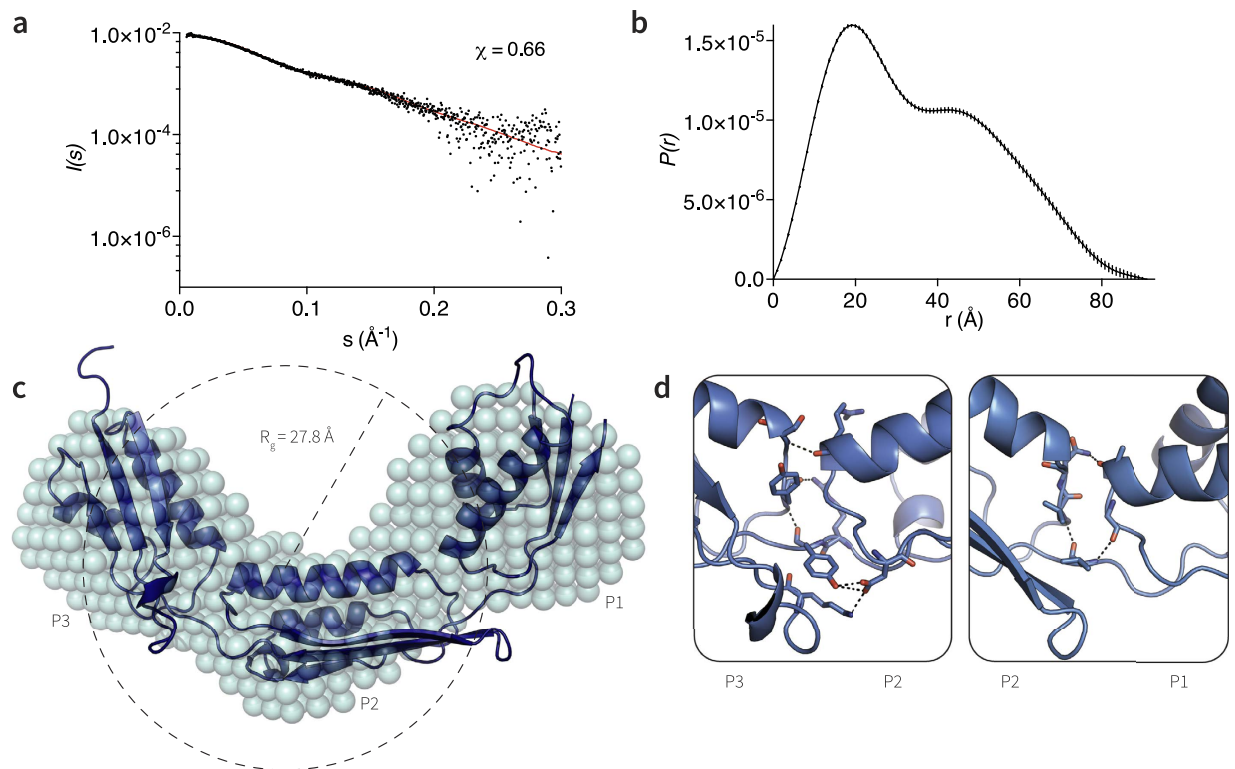 a
1.0×10⁻²
1.0×10⁻⁴
1.0×10⁻⁶
I(s)
χ = 0.66
0.0 0.1 0.2 0.3
s (Å⁻¹)
b
1.5×10⁻⁵
1.0×10⁻⁵
5.0×10⁻⁶
0.0
P(r)
0 20 40 60 80
r (Å)
c
R_g = 27.8 Å
P3
P2
P1
d
P3 P2
P2 P1